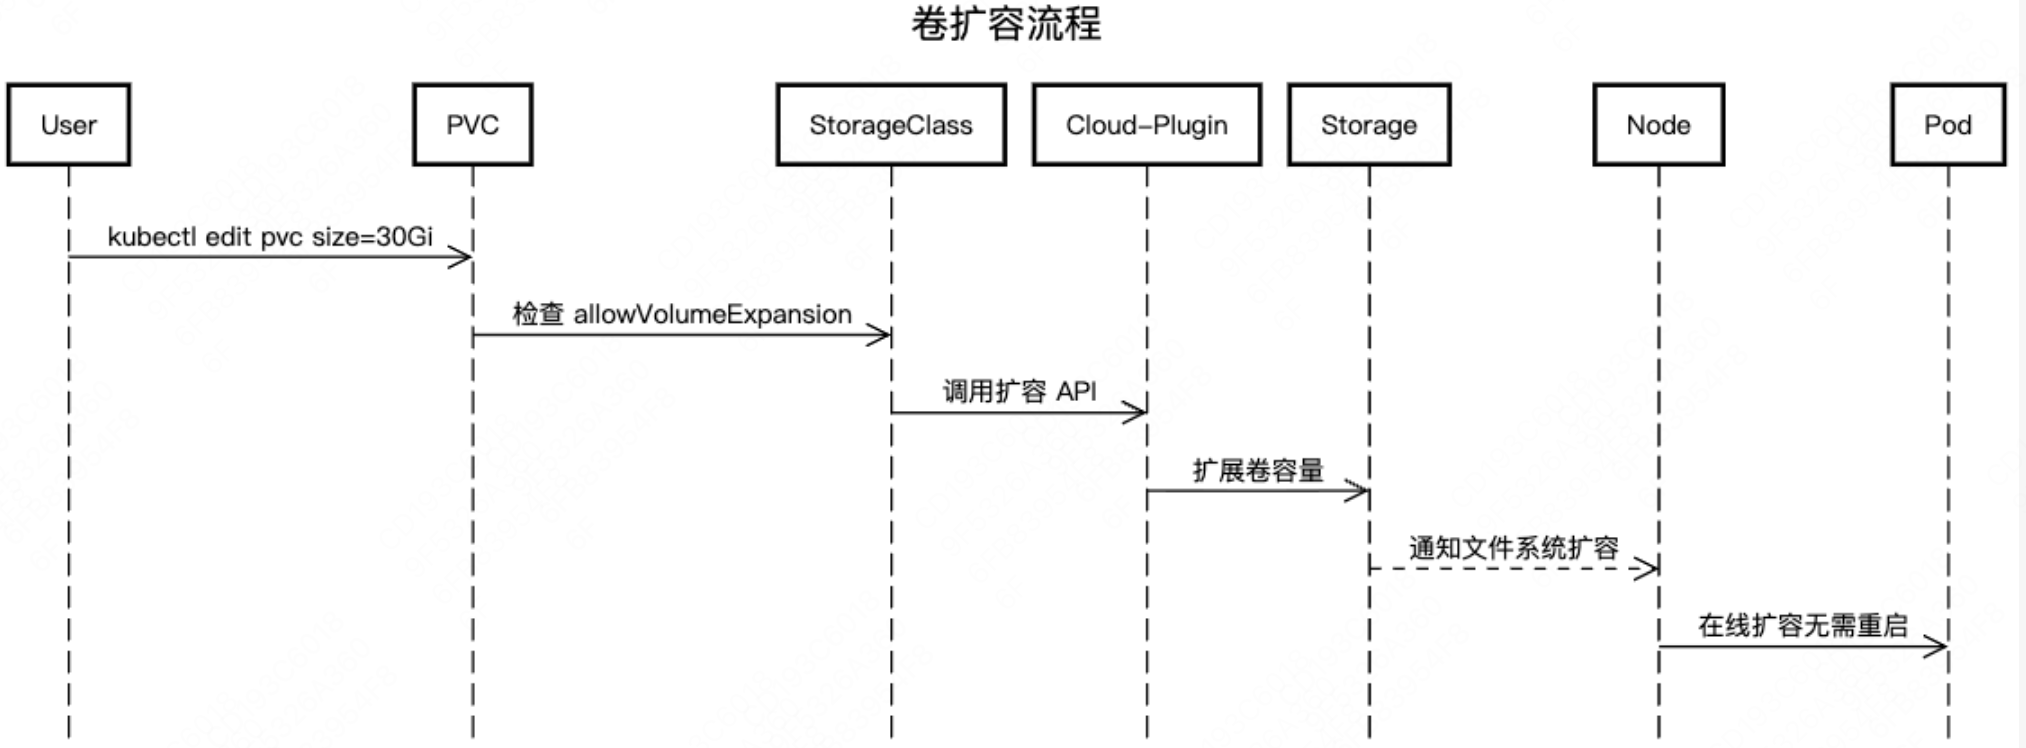 卷扩容流程
User
PVC
StorageClass
Cloud-Plugin
Storage
Node
Pod
kubectl edit pvc size=30Gi
检查 allowVolumeExpansion
调用扩容 API
扩展卷容量
通知文件系统扩容
在线扩容无需重启